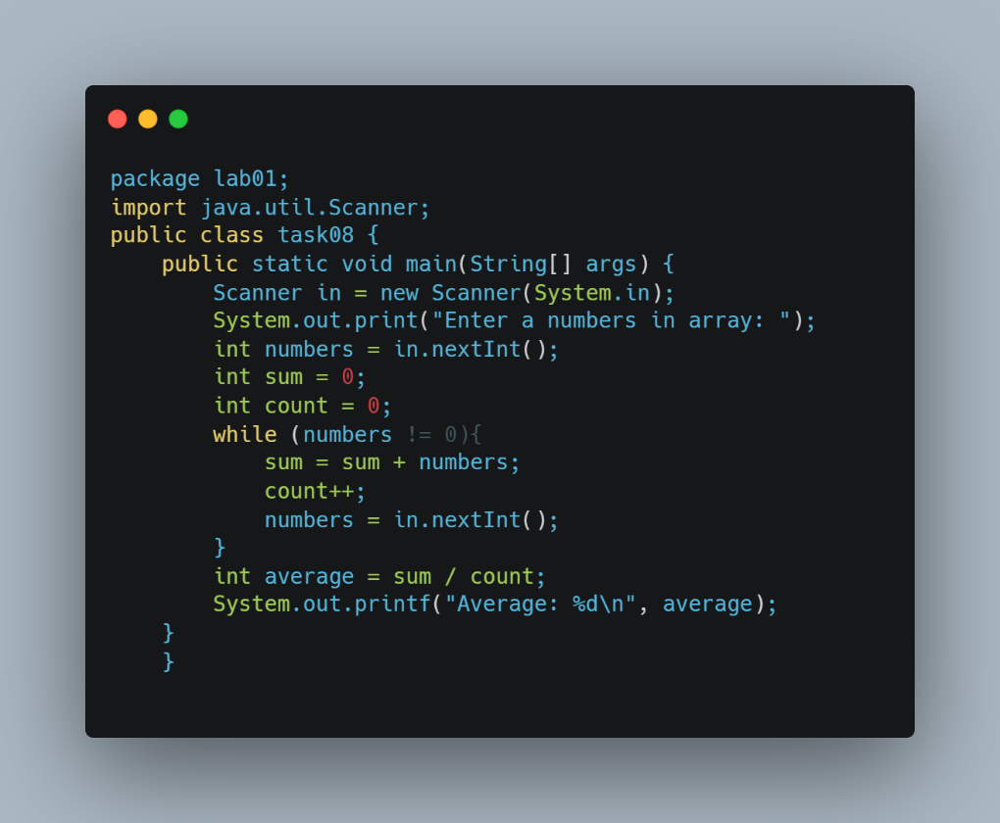 package lab01;
import java.util.Scanner;
public class task08 {
    public static void main(String[] args) {
        Scanner in = new Scanner(System.in);
        System.out.print("Enter a numbers in array: ");
        int numbers = in.nextInt();
        int sum = 0;
        int count = 0;
        while (numbers != 0){
            sum = sum + numbers;
            count++;
            numbers = in.nextInt();
        }
        int average = sum / count;
        System.out.printf("Average: %d\n", average);
    }
    }